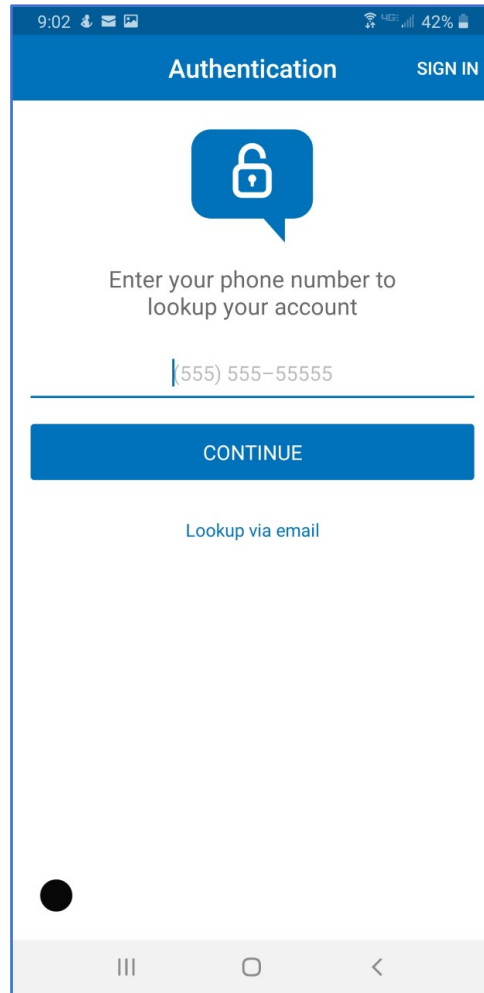 9:02 4GE 42%
Authentication SIGN IN
Enter your phone number to
lookup your account
(555) 555–55555
CONTINUE
Lookup via email